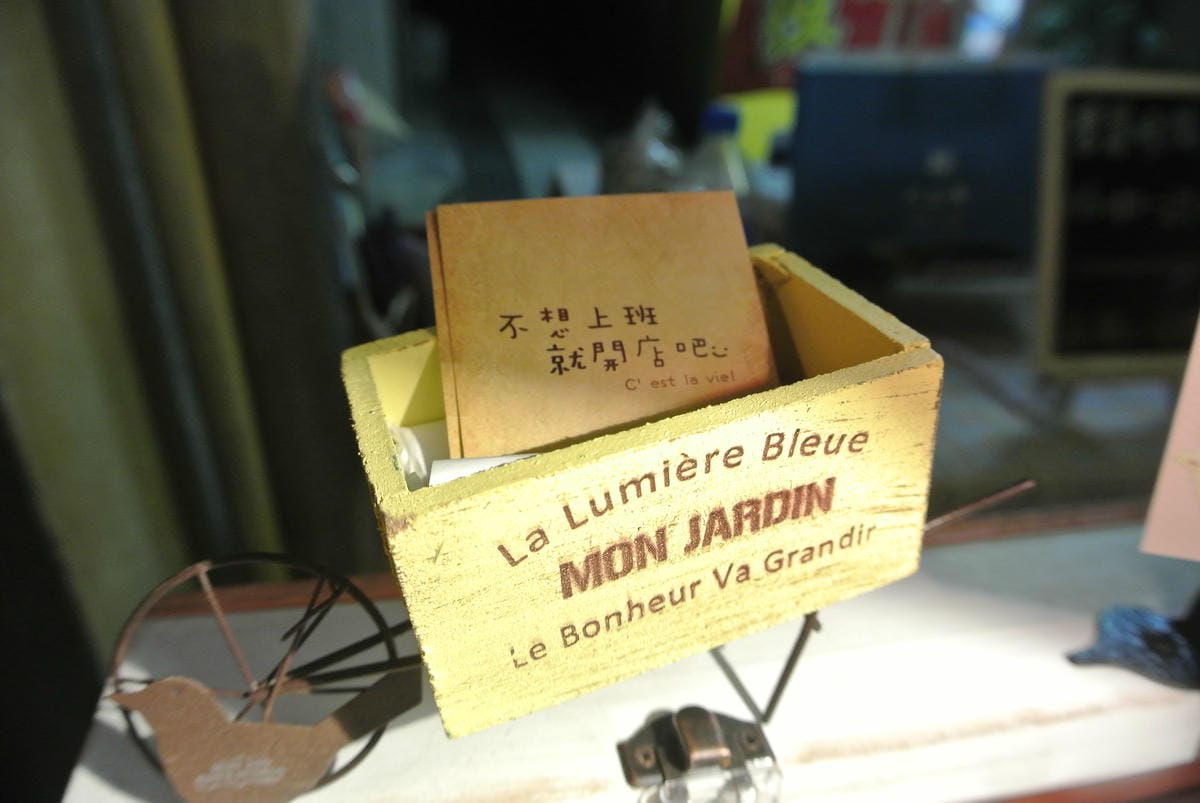 不想上班
就開店吧
C'est la vie!
La Lumière Bleue
MON JARDIN
Le Bonheur Va Grandir